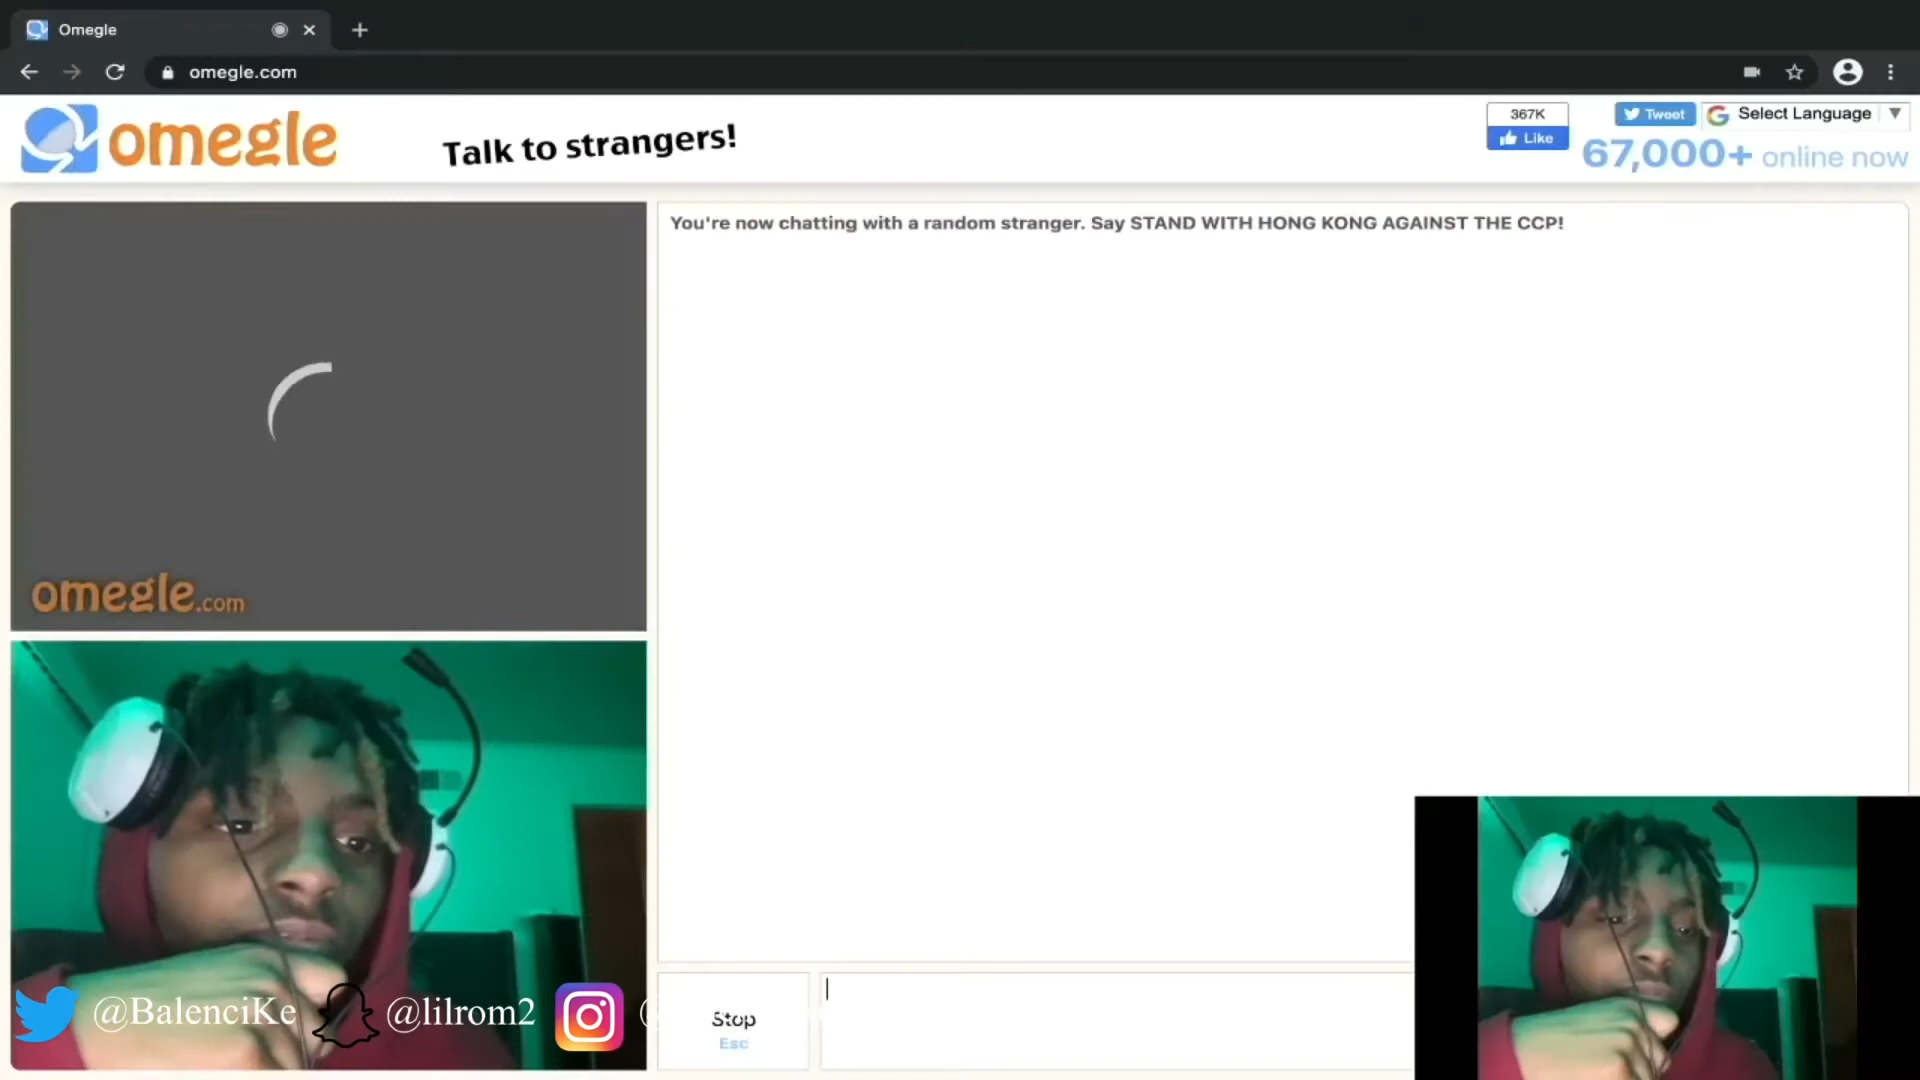 Omegle
omegle.com
omegle
Talk to strangers!
367K
Like
Tweet
Select Language
67,000+ online now
You're now chatting with a random stranger. Say STAND WITH HONG KONG AGAINST THE CCP!
omegle.com
@BalenciKe
@lilrom2
Stop
Esc